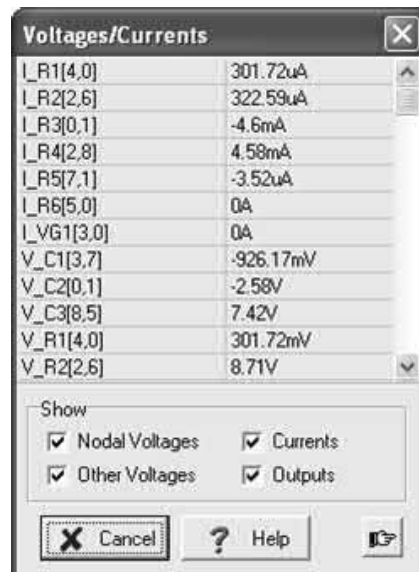 Voltages/Currents
I_R1[4,0] 301.72uA
I_R2[2,6] 322.59uA
I_R3[0,1] -4.6mA
I_R4[2,8] 4.58mA
I_R5[7,1] -3.52uA
I_R6[5,0] 0A
I_VG1[3,0] 0A
V_C1[3,7] -926.17mV
V_C2[0,1] -2.58V
V_C3[8,5] 7.42V
V_R1[4,0] 301.72mV
V_R2[2,6] 8.71V
Show
Nodal Voltages Currents
Other Voltages Outputs
Cancel ? Help